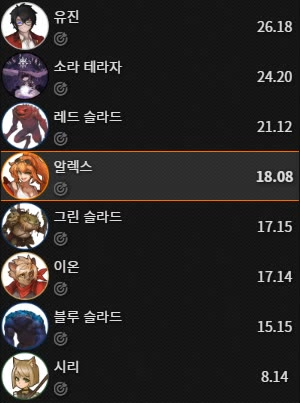 유진
26.18
소라 테라자
24.20
레드 슬라드
21.12
알렉스
18.08
그린 슬라드
17.15
이온
17.14
블루 슬라드
15.15
시리
8.14